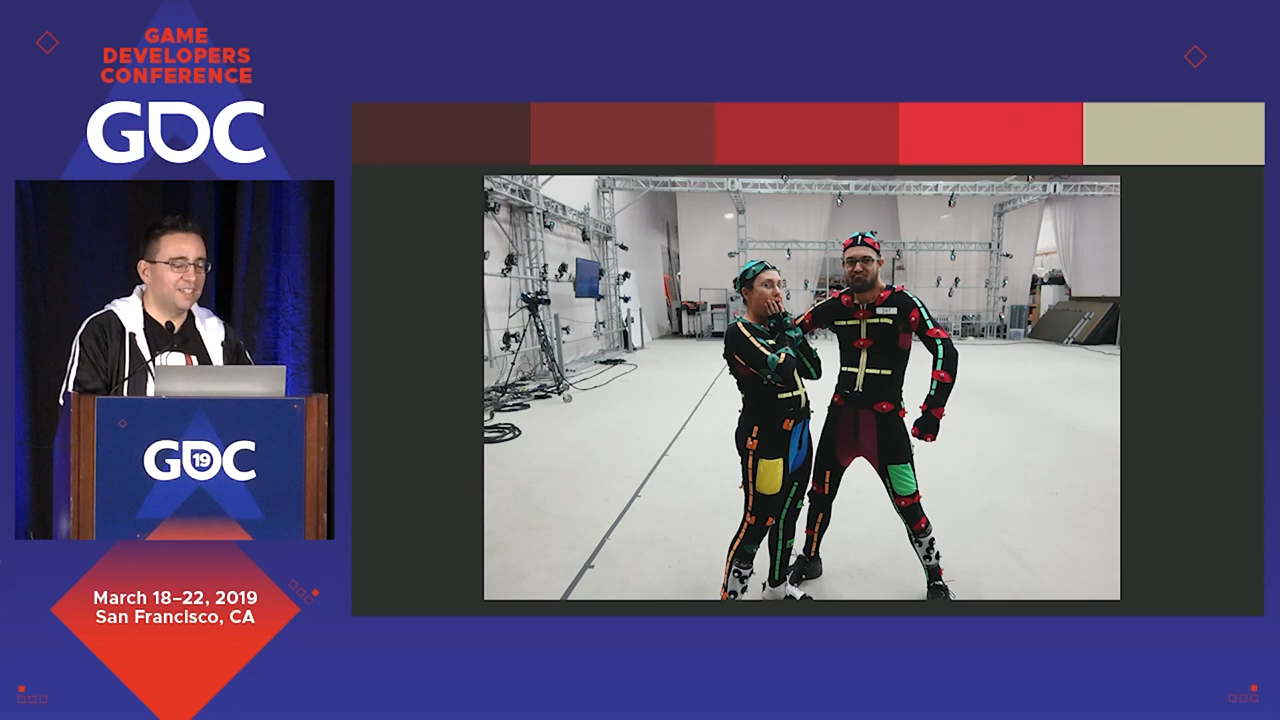 GAME
DEVELOPERS
CONFERENCE
GDC
GDC
19
March 18–22, 2019
San Francisco, CA